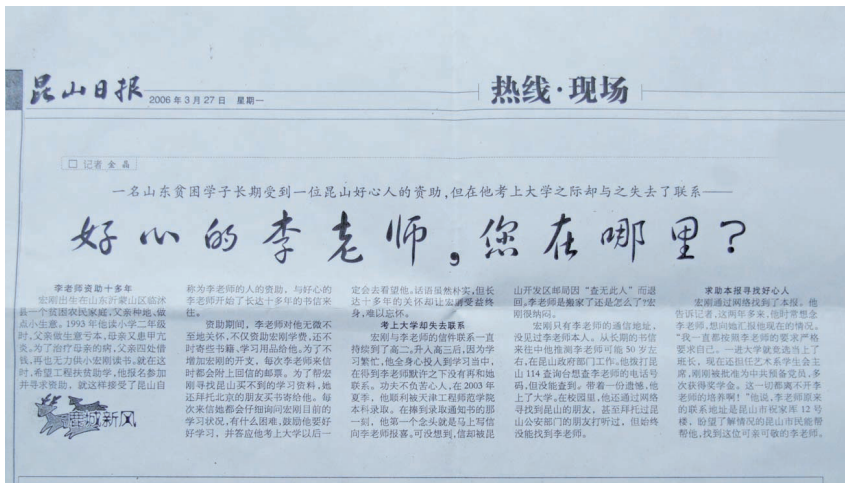 昆山日报
2006年3月27日 星期一
热线·现场
□ 记者 金 晶
一名山东贫困学子长期受到一位昆山好心人的资助,但在他考上大学之际却与之失去了联系——
好心的李老师,您在哪里?
李老师资助十多年
宏刚出生在山东沂蒙山区临沭
县一个贫困农民家庭,父亲种地,做
点小生意。1993年他读小学二年级
时,父亲做生意亏本,母亲又患甲亢
炎。为了治疗母亲的病,父亲四处借
钱,再也无力供小宏刚读书。就在这
时,希望工程扶贫助学,他报名参加
并寻求资助,就这样接受了昆山自
鹿城新风
称为李老师的人的资助,与好心的
李老师开始了长达十多年的书信来
往。
资助期间,李老师对他无微不
至地关怀,不仅资助宏刚学费,还不
时寄些书籍、学习用品给他。为了不
增加宏刚的开支,每次李老师来信
时都会附上回信的邮票。为了帮宏
刚寻找昆山买不到的学习资料,她
还拜托北京的朋友买书寄给他。每
次来信她都会仔细询问宏刚目前的
学习状况,有什么困难,鼓励他要好
好学习,并答应他考上大学以后一
定会去看望他,话语虽然朴实,但长
达十多年的关怀却让宏刚受益终
身,难以忘怀。
考上大学却失去联系
宏刚与老师的信件联系一直
持续到了高二。升入高三后,因为学
习繁忙,他全身心投入到学习当中,
在得到李老师默许之下没有再和她
联系。功夫不负苦心人,在2003年
夏季,他顺利被天津工程师范学院
本科录取。在捧到录取通知书的那
一刻,他第一个念头就是马上写信
向李老师报喜。可没想到,信却被昆
山开发区邮局因“查无此人”而退
回。李老师是搬家了还是怎么了?宏
刚很纳闷。
宏刚只有李老师的通信地址,
没见过李老师本人。从长期的书信
来往中他推测李老师可能50岁左
右,在昆山政府部门工作。他拨打昆
山114查询台想查李老师的电话号
码,但没能查到。带着一份遗憾,他
上了大学。在校园里,他还通过网络
寻找到昆山的朋友,甚至拜托过昆
山公安部门的朋友打听过,但始终
没能找到李老师。
求助本报寻找好心人
宏刚通过网络找到了本报。他
告诉记者,这两年多来,他时常想念
李老师,想向她汇报他现在的情况。
“我一直都按照李老师的要求严格
要求自己,一进大学就竞选当上了
班长,现在还担任艺术系学生会主
席,刚刚被批准为中共预备党员,多
次获得奖学金。这一切都离不开李
老师的培养啊!”他说,李老师原来
的联系地址是昆山市祝家厍12号
楼,盼望了解情况的昆山市民能帮
帮他,找到这位可亲可敬的李老师。